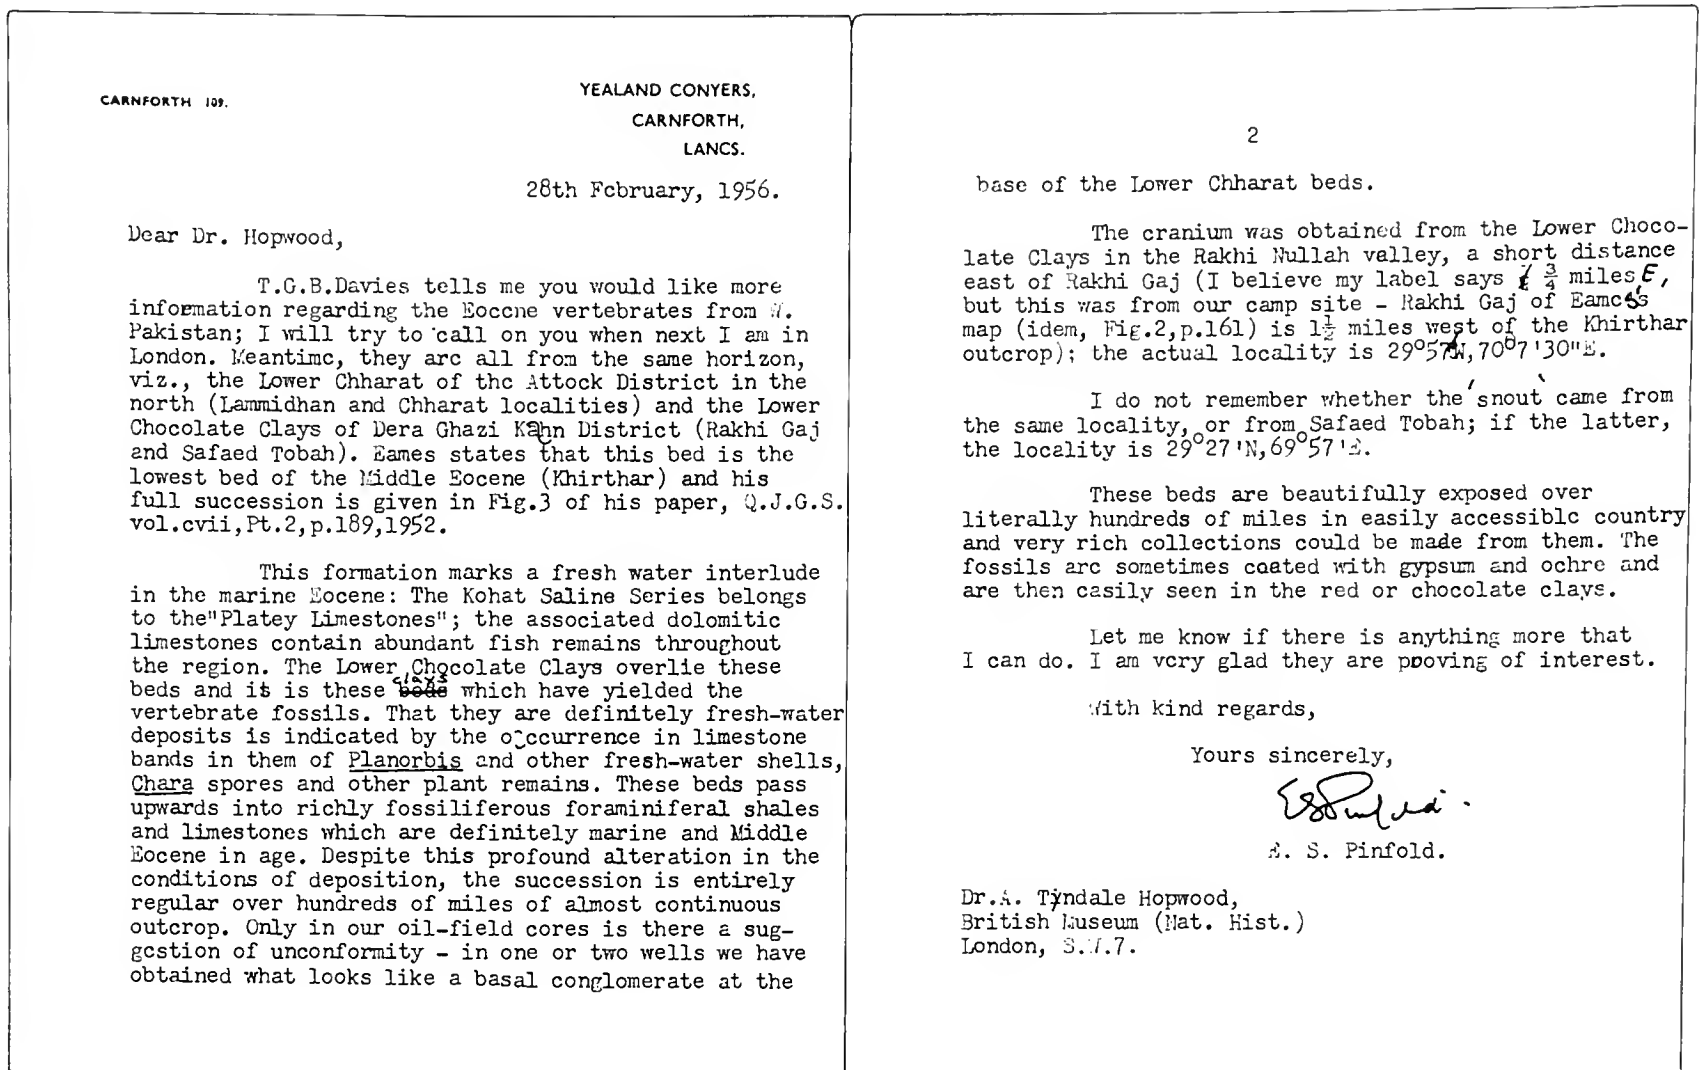 CARNFORTH 109.
YEALAND CONYERS,
CARNFORTH,
LANCS.
28th February, 1956.
Dear Dr. Hopwood,
T.G.B.Davies tells me you would like more
information regarding the Eocene vertebrates from W.
Pakistan; I will try to call on you when next I am in
London. Meantime, they are all from the same horizon,
viz., the Lower Chharat of the Attock District in the
north (Lammidhan and Chharat localities) and the Lower
Chocolate Clays of Dera Ghazi Kahn District (Rakhi Gaj
and Safaed Tobah). Eames states that this bed is the
lowest bed of the Middle Eocene (Khirthar) and his
full succession is given in Fig.3 of his paper, Q.J.G.S.
vol.cvii,Pt.2,p.189,1952.
This formation marks a fresh water interlude
in the marine Eocene: The Kohat Saline Series belongs
to the"Platey Limestones"; the associated dolomitic
limestones contain abundant fish remains throughout
the region. The Lower Chocolate Clays overlie these
beds and it is these clays which have yielded the
vertebrate fossils. That they are definitely fresh-water
deposits is indicated by the occurrence in limestone
bands in them of Planorbis and other fresh-water shells,
Chara spores and other plant remains. These beds pass
upwards into richly fossiliferous foraminiferal shales
and limestones which are definitely marine and Middle
Eocene in age. Despite this profound alteration in the
conditions of deposition, the succession is entirely
regular over hundreds of miles of almost continuous
outcrop. Only in our oil-field cores is there a sug-
gestion of unconformity - in one or two wells we have
obtained what looks like a basal conglomerate at the
2
base of the Lower Chharat beds.
The cranium was obtained from the Lower Choco-
late Clays in the Rakhi Nullah valley, a short distance
east of Rakhi Gaj (I believe my label says ¾ miles E,
but this was from our camp site - Rakhi Gaj of Eames's
map (idem, Fig.2,p.161) is 1½ miles west of the Khirthar
outcrop); the actual locality is 29°57'N,70°7'30"E.
I do not remember whether the 'snout' came from
the same locality, or from Safaed Tobah; if the latter,
the locality is 29°27'N,69°57'E.
These beds are beautifully exposed over
literally hundreds of miles in easily accessible country
and very rich collections could be made from them. The
fossils are sometimes coated with gypsum and ochre and
are then easily seen in the red or chocolate clays.
Let me know if there is anything more that
I can do. I am very glad they are pooving of interest.
With kind regards,
Yours sincerely,
ESPinfold.
E. S. Pinfold.
Dr.A. Tyndale Hopwood,
British Museum (Nat. Hist.)
London, S.W.7.